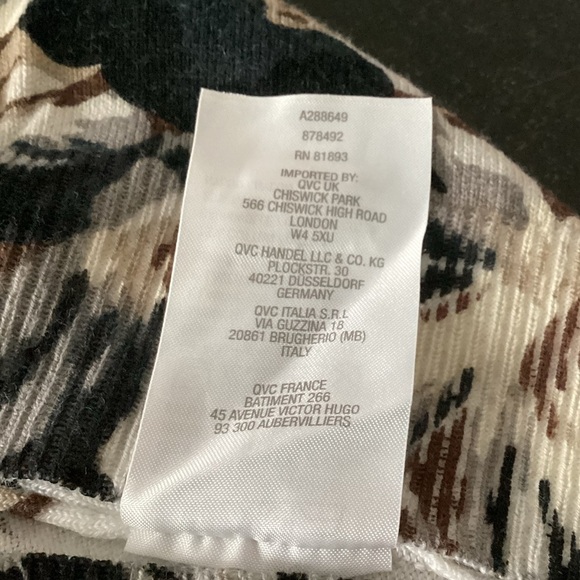 A288649
878492
RN 81893
IMPORTED BY:
QVC UK
CHISWICK PARK
566 CHISWICK HIGH ROAD
LONDON
W4 5XU
QVC HANDEL LLC & CO. KG
PLOCKSTR. 30
40221 DÜSSELDORF
GERMANY
QVC ITALIA S.R.L
VIA GUZZINA 18
20861 BRUGHERIO (MB)
ITALY
QVC FRANCE
BATIMENT 266
45 AVENUE VICTOR HUGO
93 300 AUBERVILLIERS